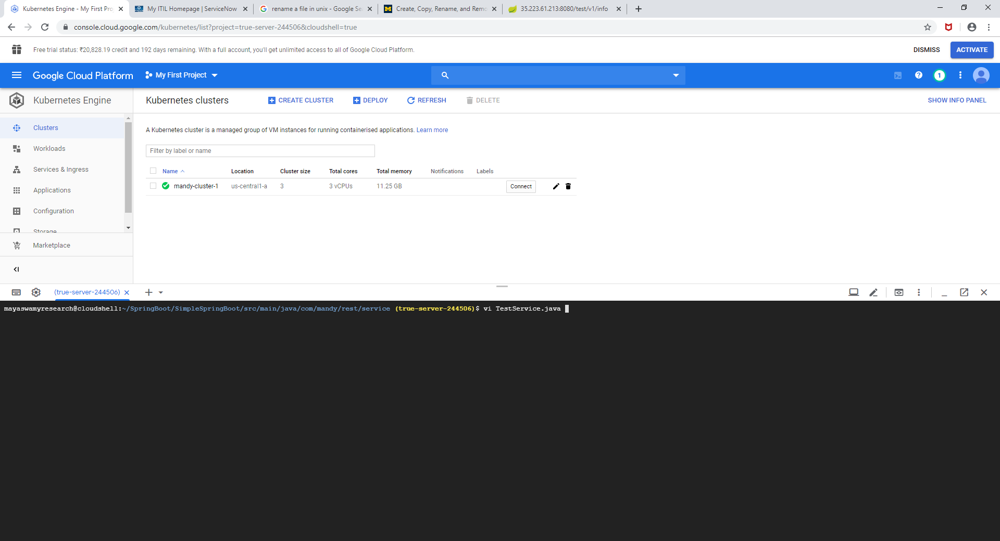 Kubernetes Engine - My First Pro
My ITIL Homepage | ServiceNow
rename a file in unix - Google Se
Create, Copy, Rename, and Remo
35.223.61.213:8080/test/v1/info
console.cloud.google.com/kubernetes/list?project=true-server-244506&cloudshell=true
Free trial status: ₹20,828.19 credit and 192 days remaining. With a full account, you'll get unlimited access to all of Google Cloud Platform.
DISMISS
ACTIVATE
Google Cloud Platform
My First Project
1
Kubernetes Engine
Kubernetes clusters
CREATE CLUSTER
DEPLOY
REFRESH
DELETE
SHOW INFO PANEL
Clusters
Workloads
Services & Ingress
Applications
Configuration
Storage
Marketplace
A Kubernetes cluster is a managed group of VM instances for running containerised applications. Learn more
Filter by label or name
Name Location Cluster size Total cores Total memory Notifications Labels
mandy-cluster-1 us-central1-a 3 3 vCPUs 11.25 GB Connect
(true-server-244506)
mayaswamyresearch@cloudshell:~/SpringBoot/SimpleSpringBoot/src/main/java/com/mandy/rest/service (true-server-244506)$ vi TestService.java